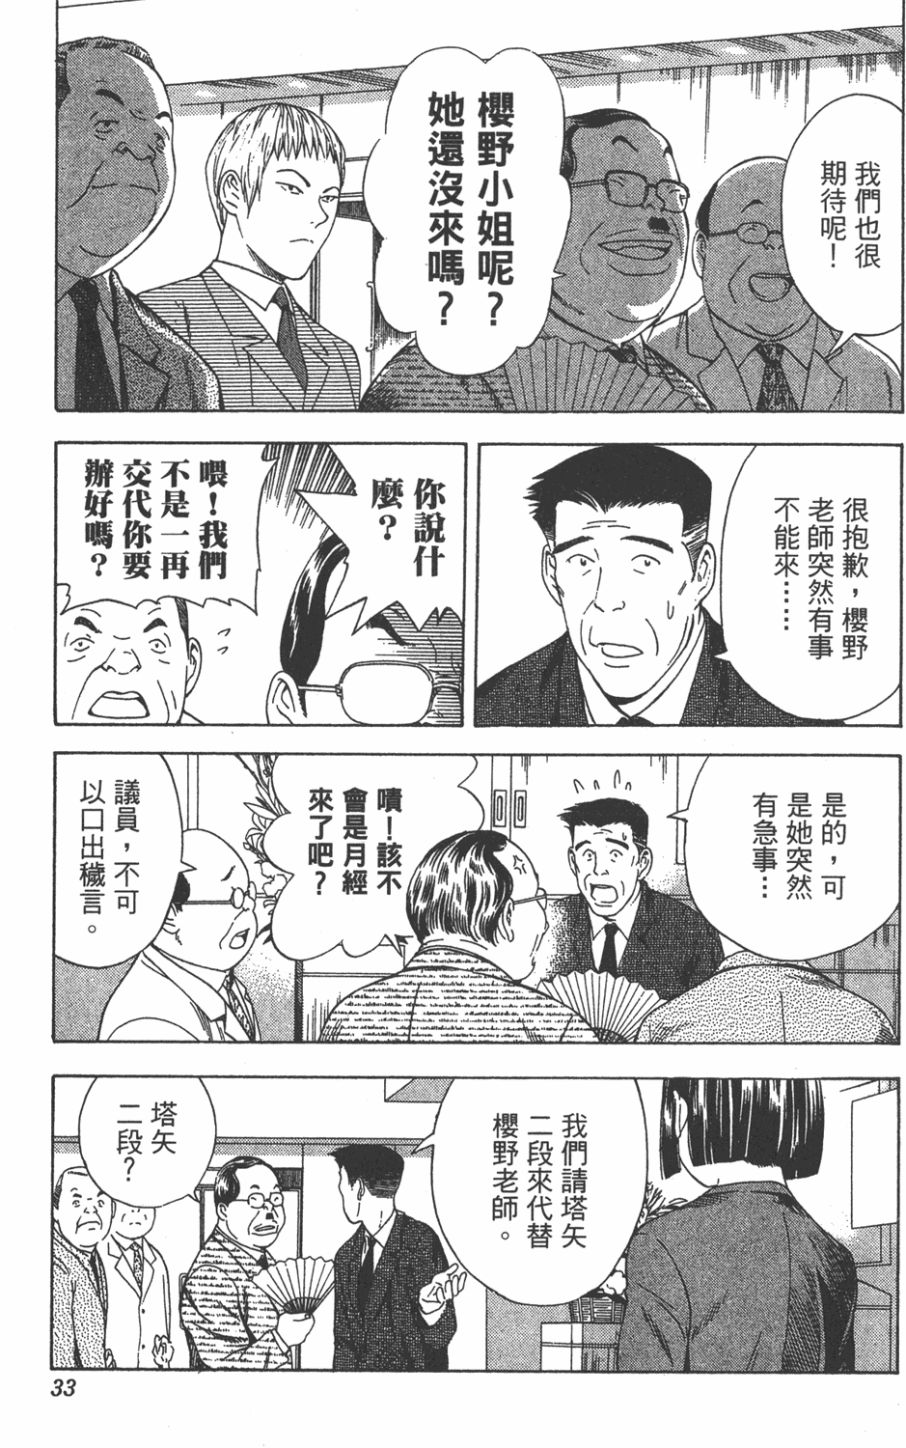 我們也很
期待呢！
櫻野小姐呢？
她還沒來嗎？
很抱歉，櫻野
老師突然有事
不能來……
你說什
麼？
喂！我們
不是一再
交代你要
辦好嗎？
是的，可
是她突然
有急事…
嘖！該不
會是月經
來了吧？
議員，不可
以口出穢言。
我們請塔矢
二段來代替
櫻野老師。
塔矢
二段？
33